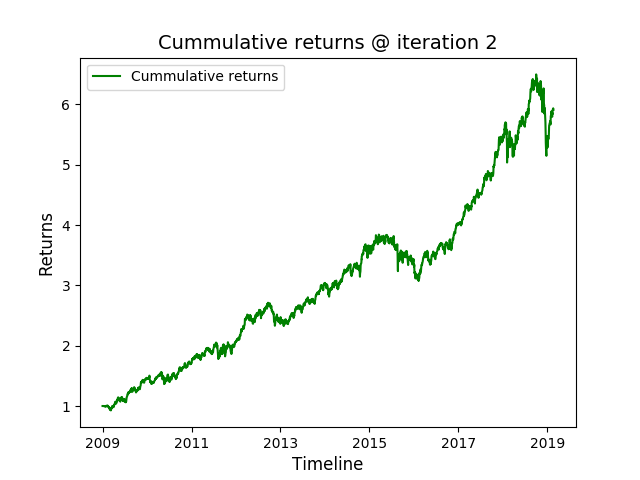 Cummulative returns @ iteration 2
Cummulative returns
Returns
6
5
4
3
2
1
2009 2011 2013 2015 2017 2019
Timeline